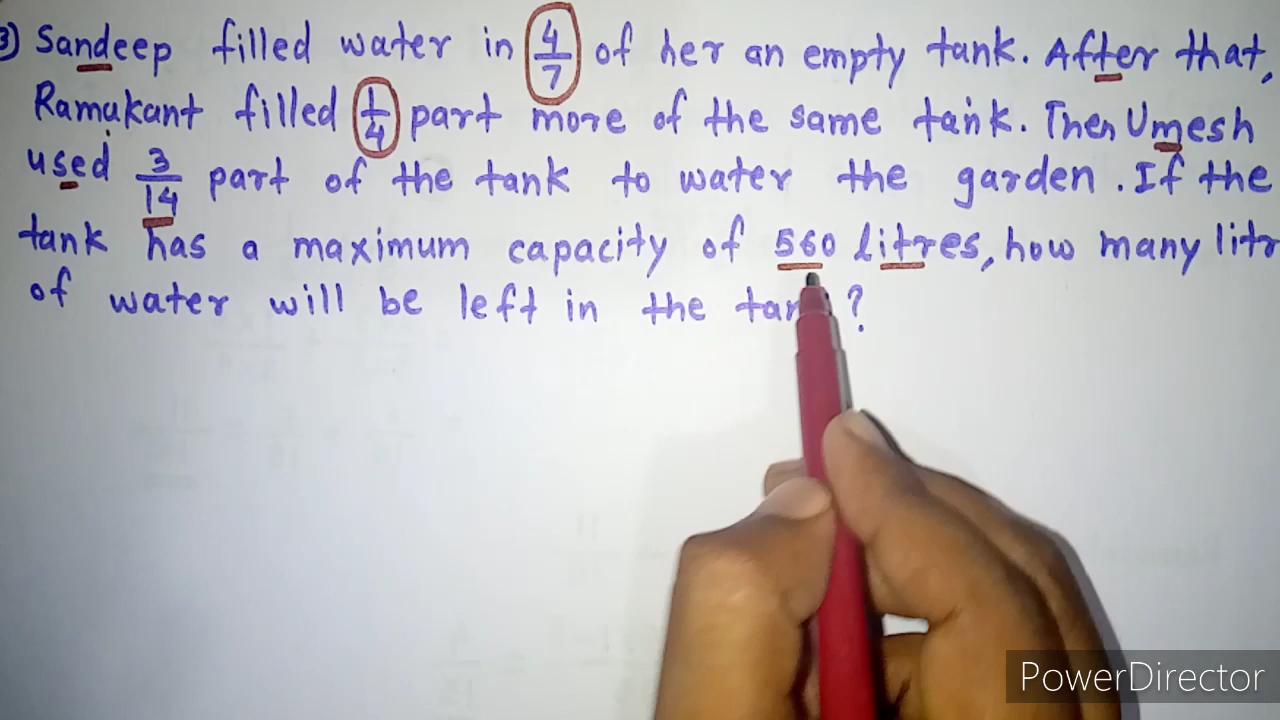 3) Sandeep filled water in 4/7 of her an empty tank. After that,
Ramakant filled 1/4 part more of the same tank. Then Umesh
used 3/14 part of the tank to water the garden. If the
tank has a maximum capacity of 560 litres, how many litr
of water will be left in the tan ?
PowerDirector